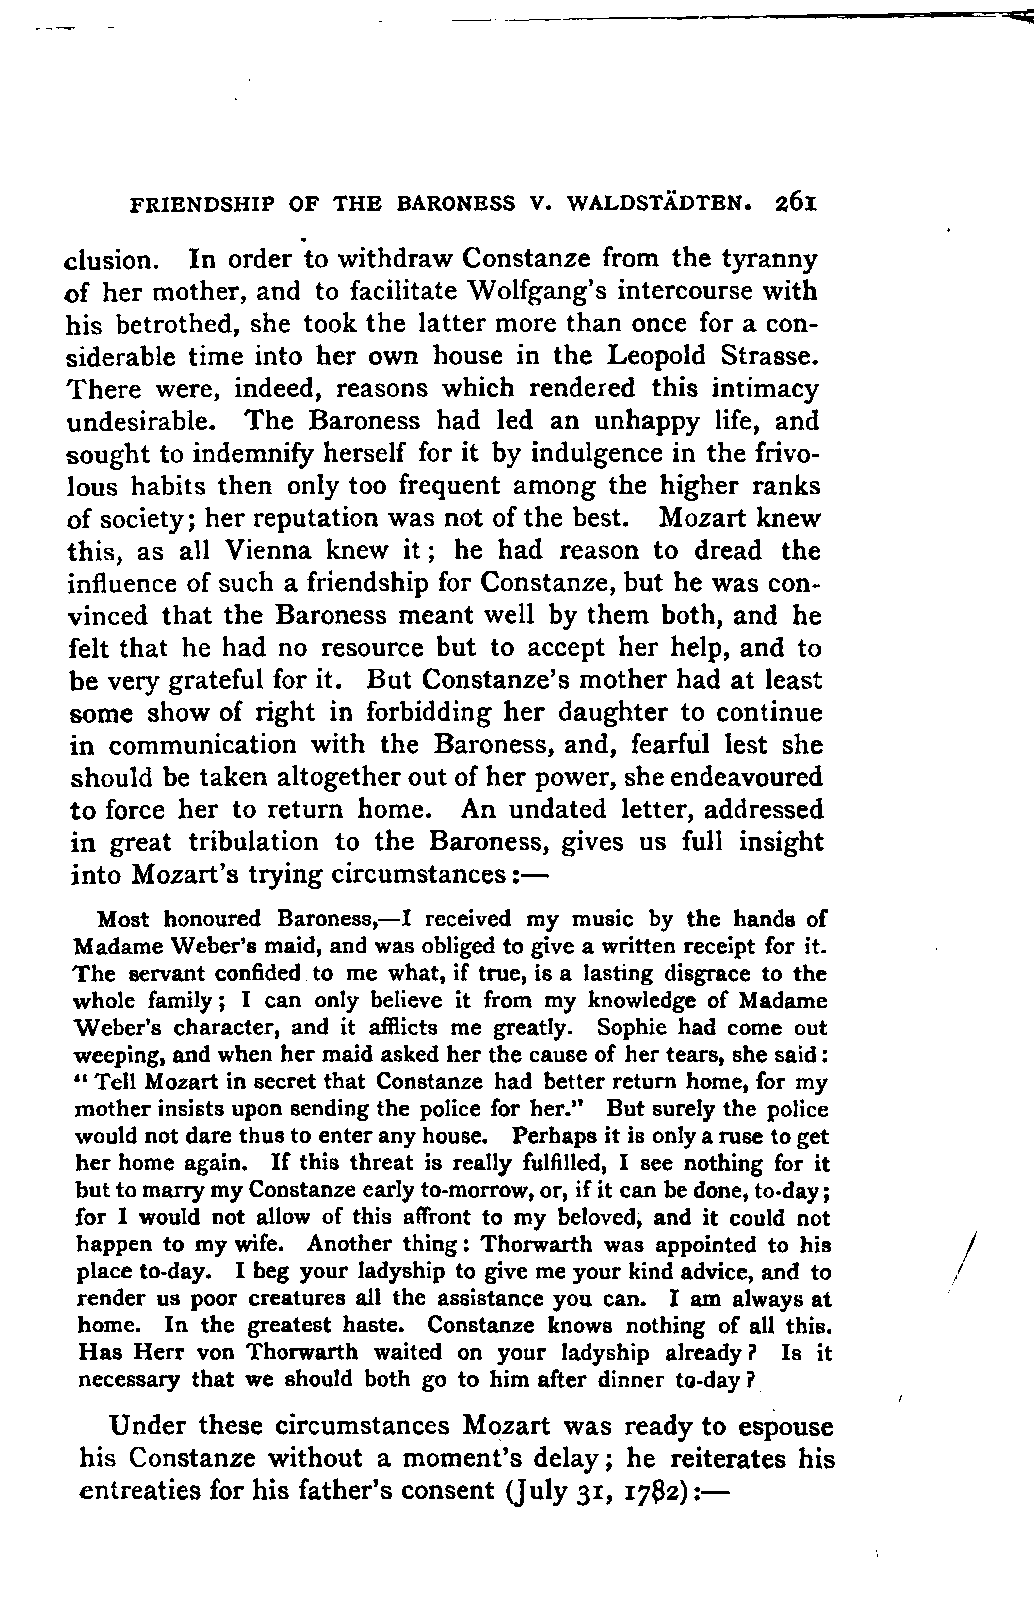 FRIENDSHIP OF THE BARONESS V. WALDSTÄDTEN. 261
clusion. In order to withdraw Constanze from the tyranny
of her mother, and to facilitate Wolfgang's intercourse with
his betrothed, she took the latter more than once for a con-
siderable time into her own house in the Leopold Strasse.
There were, indeed, reasons which rendered this intimacy
undesirable. The Baroness had led an unhappy life, and
sought to indemnify herself for it by indulgence in the frivo-
lous habits then only too frequent among the higher ranks
of society; her reputation was not of the best. Mozart knew
this, as all Vienna knew it; he had reason to dread the
influence of such a friendship for Constanze, but he was con-
vinced that the Baroness meant well by them both, and he
felt that he had no resource but to accept her help, and to
be very grateful for it. But Constanze's mother had at least
some show of right in forbidding her daughter to continue
in communication with the Baroness, and, fearful lest she
should be taken altogether out of her power, she endeavoured
to force her to return home. An undated letter, addressed
in great tribulation to the Baroness, gives us full insight
into Mozart's trying circumstances:—
Most honoured Baroness,—I received my music by the hands of
Madame Weber's maid, and was obliged to give a written receipt for it.
The servant confided to me what, if true, is a lasting disgrace to the
whole family; I can only believe it from my knowledge of Madame
Weber's character, and it afflicts me greatly. Sophie had come out
weeping, and when her maid asked her the cause of her tears, she said:
"Tell Mozart in secret that Constanze had better return home, for my
mother insists upon sending the police for her." But surely the police
would not dare thus to enter any house. Perhaps it is only a ruse to get
her home again. If this threat is really fulfilled, I see nothing for it
but to marry my Constanze early to-morrow, or, if it can be done, to-day;
for I would not allow of this affront to my beloved, and it could not
happen to my wife. Another thing: Thorwarth was appointed to his
place to-day. I beg your ladyship to give me your kind advice, and to
render us poor creatures all the assistance you can. I am always at
home. In the greatest haste. Constanze knows nothing of all this.
Has Herr von Thorwarth waited on your ladyship already? Is it
necessary that we should both go to him after dinner to-day?
Under these circumstances Mozart was ready to espouse
his Constanze without a moment's delay; he reiterates his
entreaties for his father's consent (July 31, 1782):—